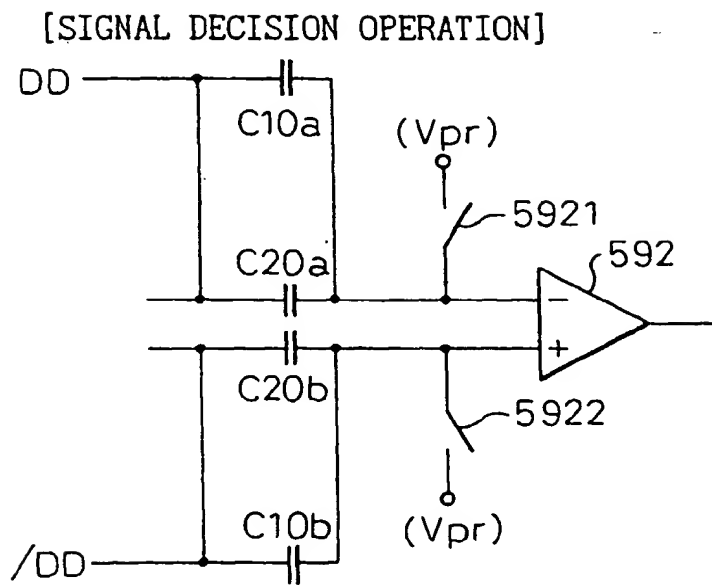 [SIGNAL DECISION OPERATION]
DD
C10a
(Vpr)
5921
C20a
592
−
+
C20b
5922
C10b
(Vpr)
/DD